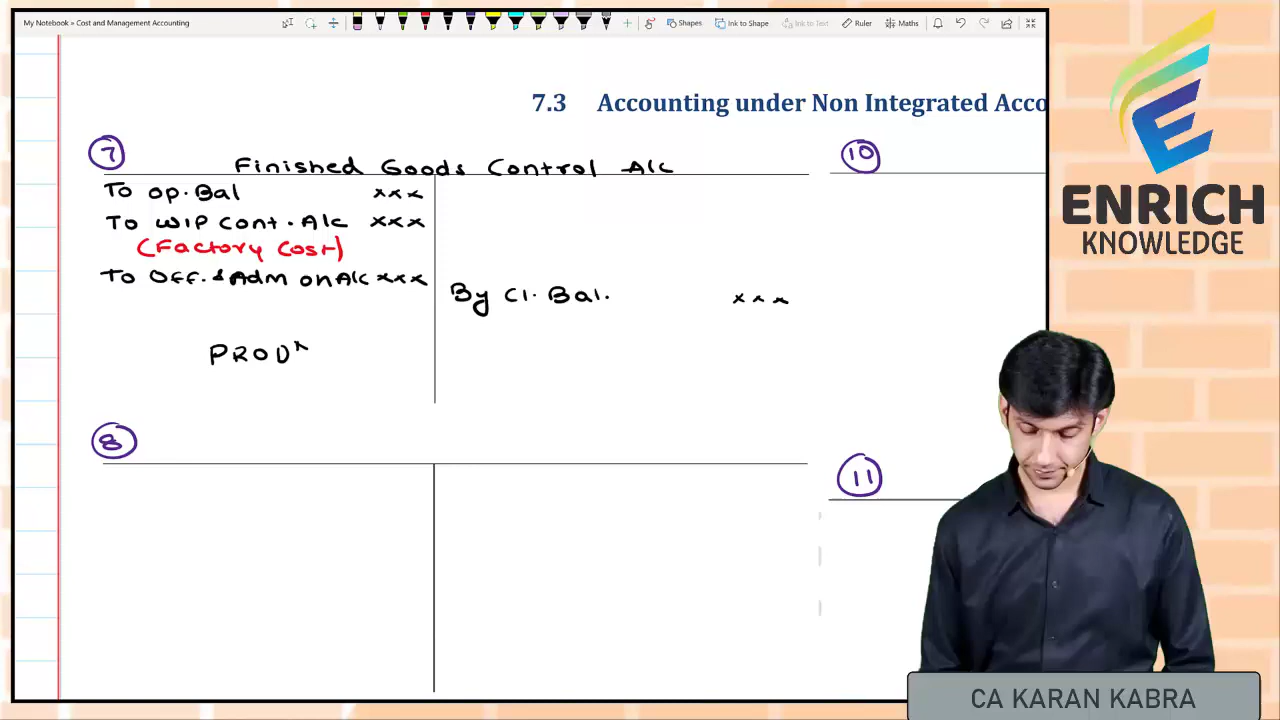 My Notebook » Cost and Management Accounting
Shapes
Ink to Shape
Ink to Text
Ruler
Maths
7.3 Accounting under Non Integrated Acco
7
Finished Goods Control A/c
To Op. Bal xxx
To WIP Cont. A/c xxx
(Factory Cost)
To Off. & Adm OH A/c xxx
By Cl. Bal. xxx
PROD
8
10
11
ENRICH
KNOWLEDGE
CA KARAN KABRA